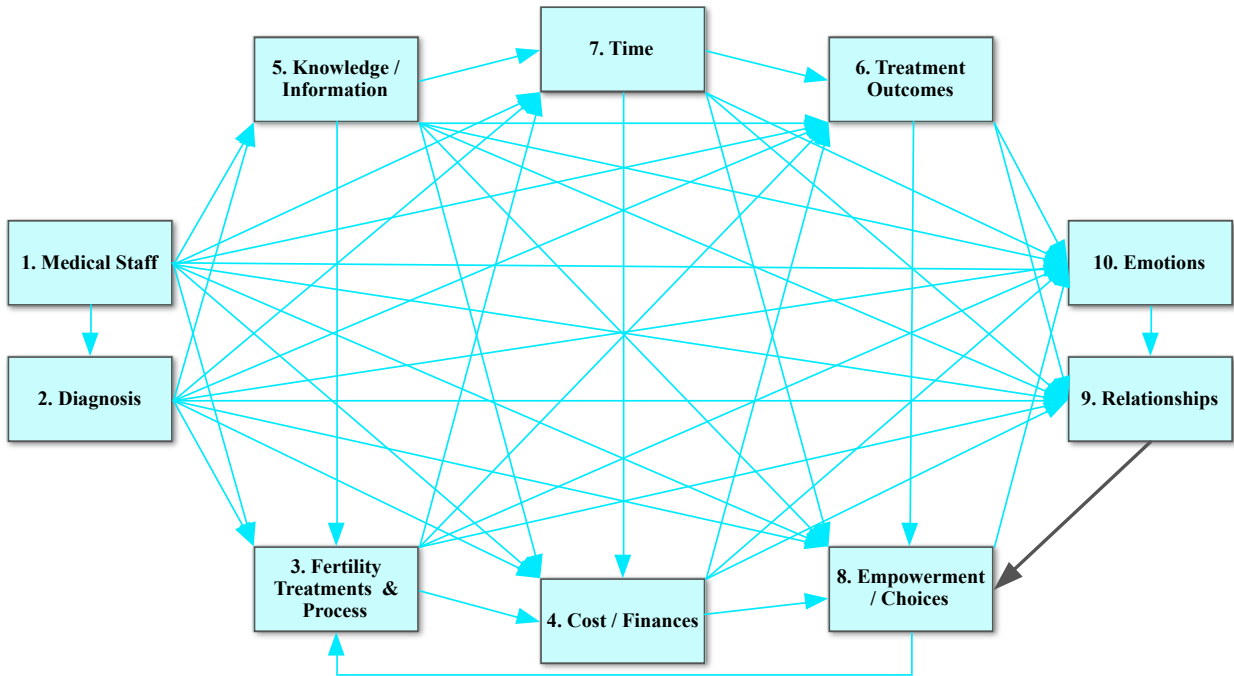 7. Time
5. Knowledge /
Information
6. Treatment
Outcomes
1. Medical Staff
10. Emotions
2. Diagnosis
9. Relationships
3. Fertility
Treatments &
Process
4. Cost / Finances
8. Empowerment
/ Choices